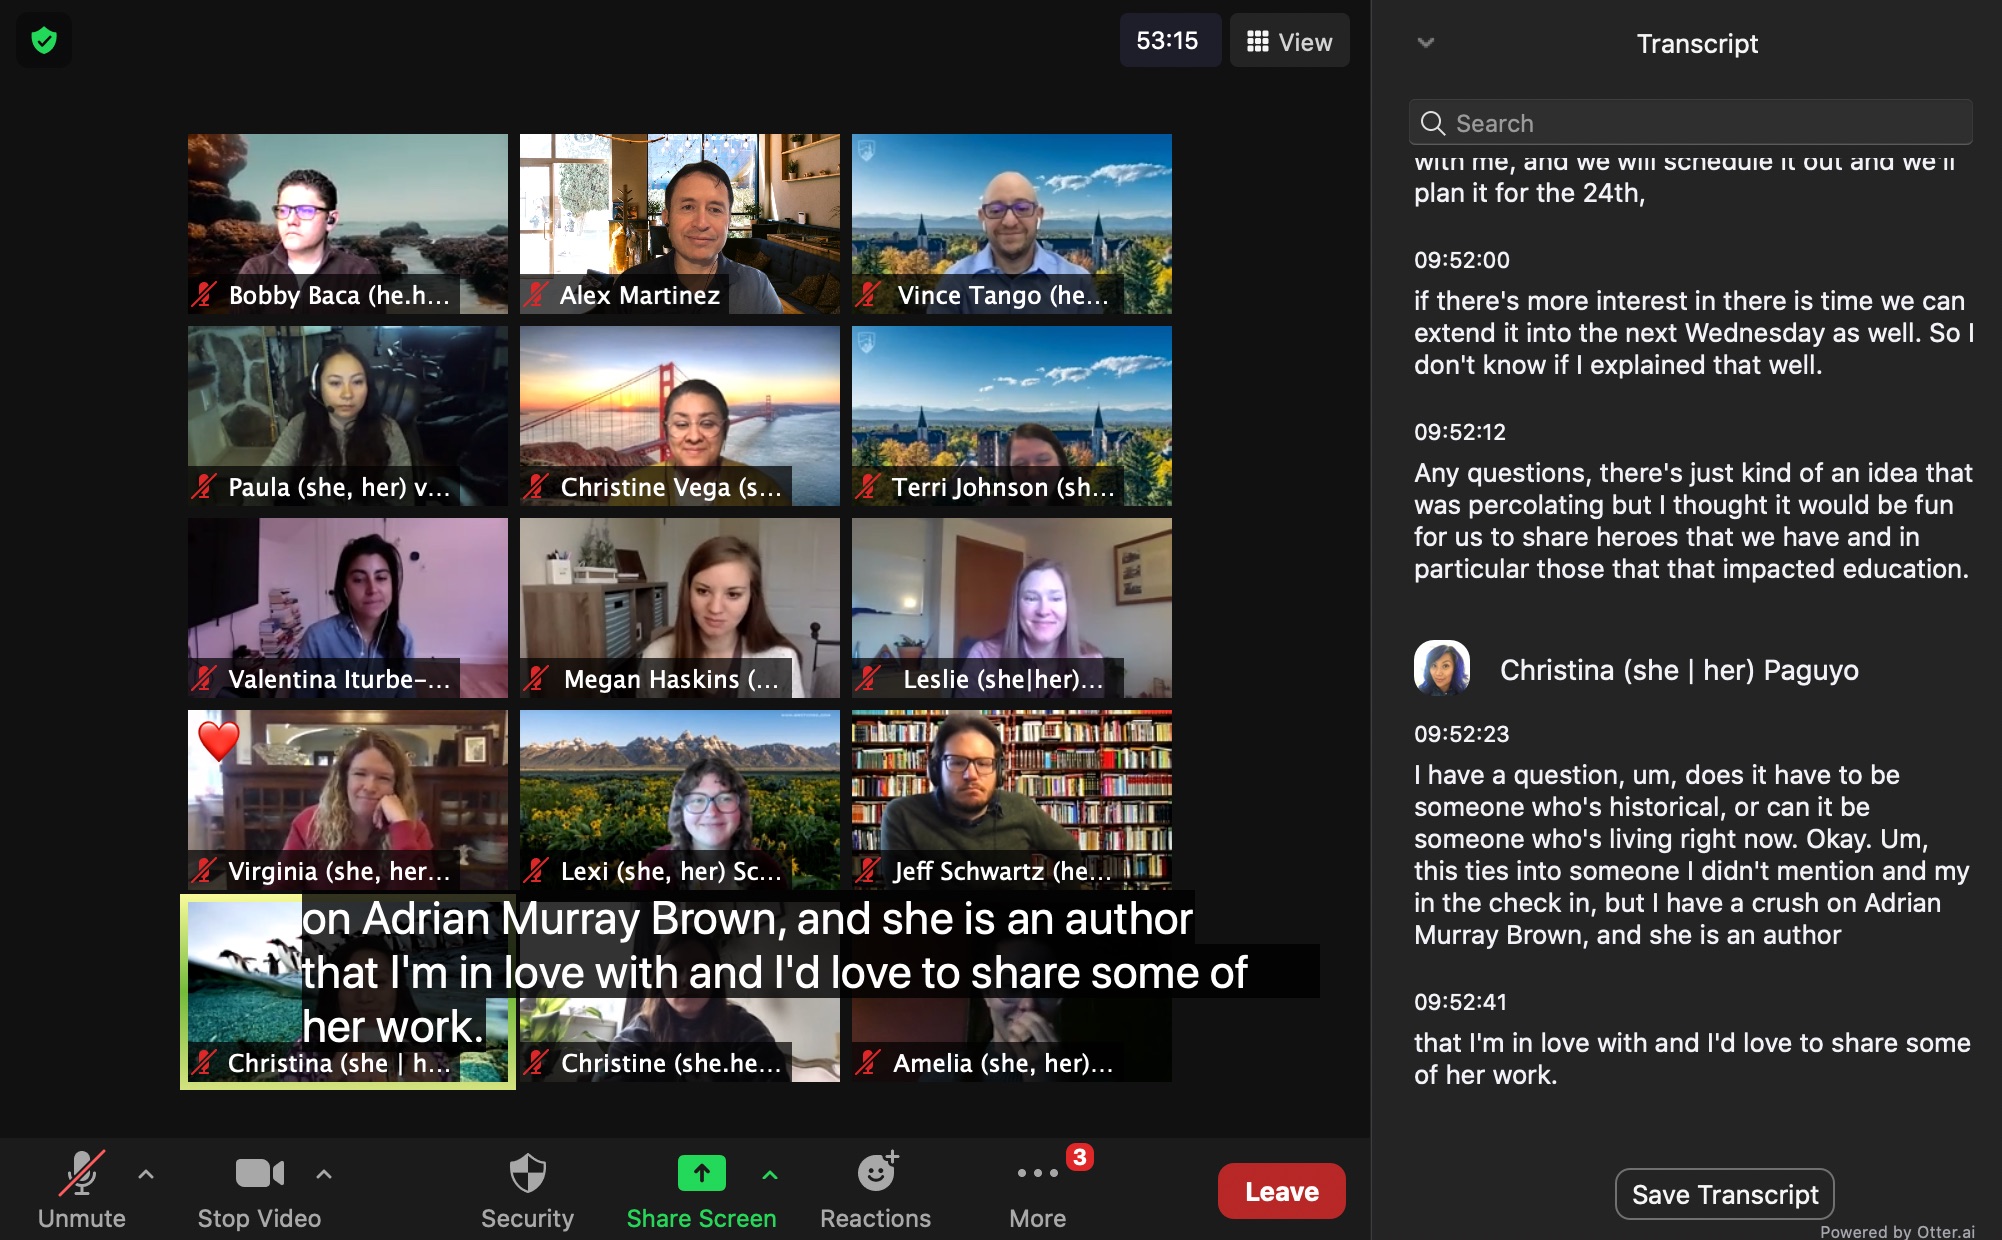 53:15
View
Bobby Baca (he.h...
Alex Martinez
Vince Tango (he...
Paula (she, her) v...
Christine Vega (s...
Terri Johnson (sh...
Valentina Iturbe-...
Megan Haskins (...
Leslie (she|her)...
Virginia (she, her...
Lexi (she, her) Sc...
Jeff Schwartz (he...
on Adrian Murray Brown, and she is an author
that I'm in love with and I'd love to share some of
her work.
Christina (she | h...
Christine (she.he...
Amelia (she, her)...
Unmute
Stop Video
Security
Share Screen
Reactions
3
More
Leave
Transcript
Search
with me, and we will schedule it out and we'll
plan it for the 24th,
09:52:00
if there's more interest in there is time we can
extend it into the next Wednesday as well. So I
don't know if I explained that well.
09:52:12
Any questions, there's just kind of an idea that
was percolating but I thought it would be fun
for us to share heroes that we have and in
particular those that that impacted education.
Christina (she | her) Paguyo
09:52:23
I have a question, um, does it have to be
someone who's historical, or can it be
someone who's living right now. Okay. Um,
this ties into someone I didn't mention and my
in the check in, but I have a crush on Adrian
Murray Brown, and she is an author
09:52:41
that I'm in love with and I'd love to share some
of her work.
Save Transcript
Powered by Otter.ai